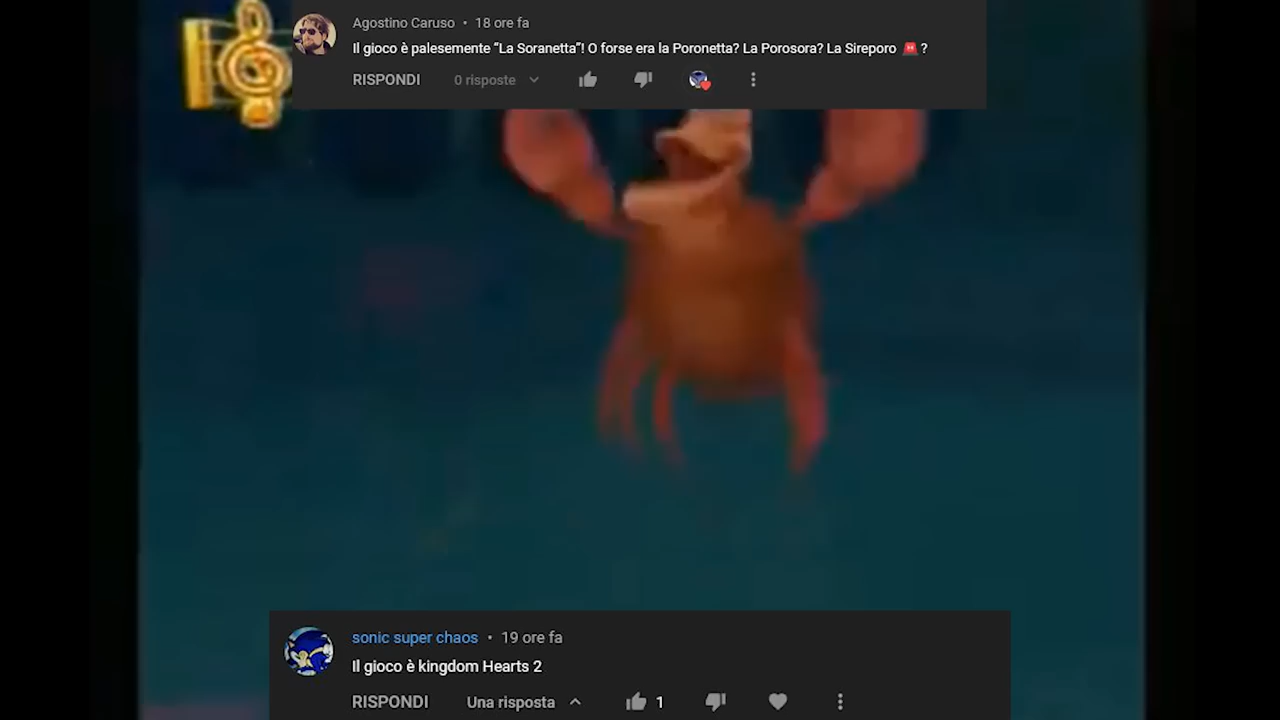 Agostino Caruso • 18 ore fa
Il gioco è palesemente “La Soranetta”! O forse era la Poronetta? La Porosora? La Sireporo 🚨?
RISPONDI 0 risposte
sonic super chaos • 19 ore fa
Il gioco è kingdom Hearts 2
RISPONDI Una risposta 1